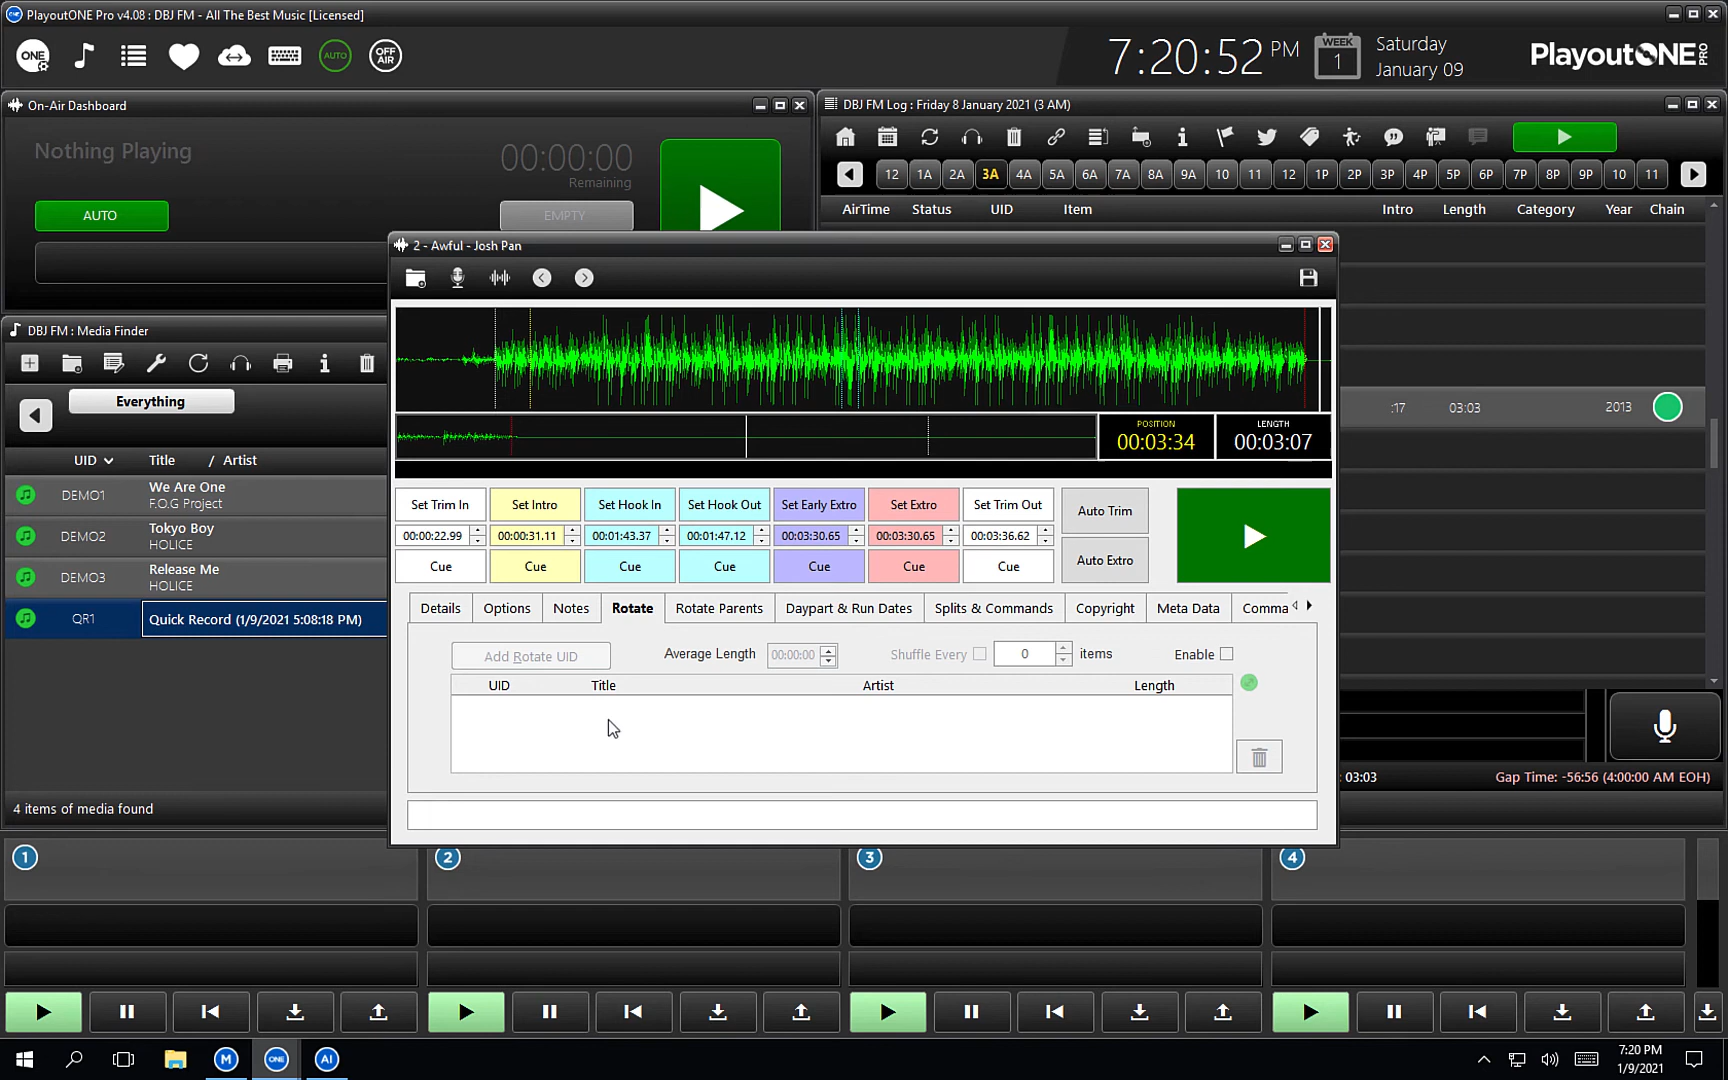 PlayoutONE Pro v4.08 : DBJ FM - All The Best Music [Licensed]
ONE
AUTO
OFF AIR
7:20:52 PM
WEEK 1
Saturday
January 09
PlayoutONE PRO
On-Air Dashboard
Nothing Playing
00:00:00
Remaining
AUTO
EMPTY
DBJ FM Log : Friday 8 January 2021 (3 AM)
12 1A 2A 3A 4A 5A 6A 7A 8A 9A 10 11 12 1P 2P 3P 4P 5P 6P 7P 8P 9P 10 11
AirTime Status UID Item Intro Length Category Year Chain
:17 03:03 2013
DBJ FM : Media Finder
Everything
UID Title / Artist
DEMO1 We Are One
F.O.G Project
DEMO2 Tokyo Boy
HOLICE
DEMO3 Release Me
HOLICE
QR1 Quick Record (1/9/2021 5:08:18 PM)
4 items of media found
2 - Awful - Josh Pan
POSITION
00:03:34
LENGTH
00:03:07
Set Trim In Set Intro Set Hook In Set Hook Out Set Early Extro Set Extro Set Trim Out Auto Trim
00:00:22.99 00:00:31.11 00:01:43.37 00:01:47.12 00:03:30.65 00:03:30.65 00:03:36.62
Cue Cue Cue Cue Cue Cue Cue Auto Extro
Details Options Notes Rotate Rotate Parents Daypart & Run Dates Splits & Commands Copyright Meta Data Comma
Add Rotate UID Average Length 00:00:00 Shuffle Every 0 items Enable
UID Title Artist Length
03:03 Gap Time: -56:56 (4:00:00 AM EOH)
1
2
3
4
M ONE AI
7:20 PM
1/9/2021